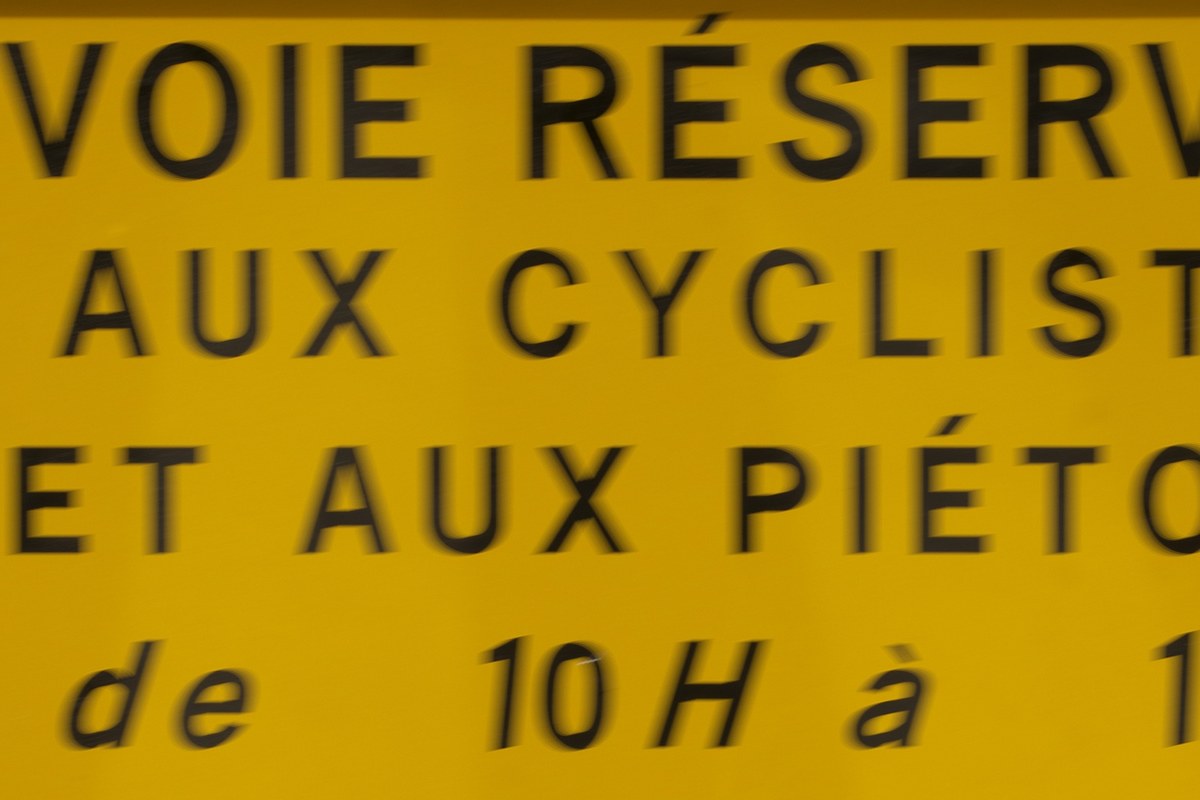 VOIE RÉSERV
AUX CYCLIST
ET AUX PIÉTO
de 10H à 1